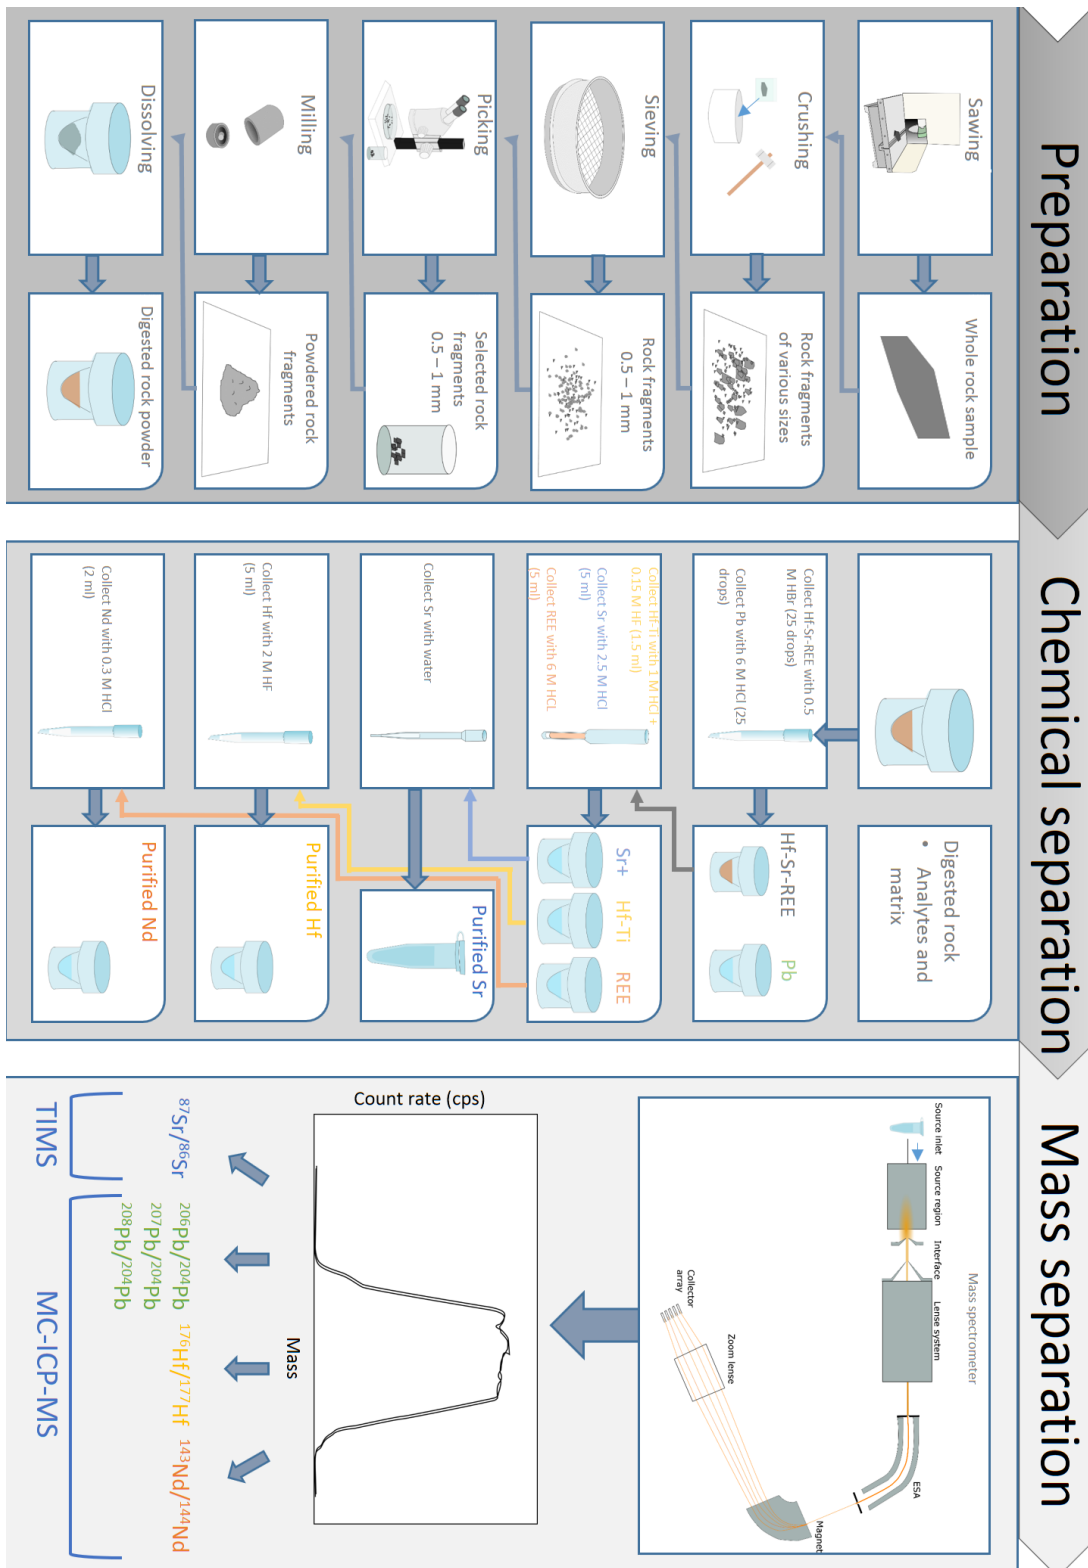 Preparation
Sawing
Whole rock sample
Crushing
Rock fragments
of various sizes
Sieving
Rock fragments
0.5 – 1 mm
Picking
Selected rock
fragments
0.5 – 1 mm
Milling
Powdered rock
fragments
Dissolving
Digested rock powder
Chemical separation
Digested rock
• Analytes and
matrix
Collect Hf-Sr-REE with 0.5
M HBr (25 drops)
Collect Pb with 6 M HCl (25
drops)
Hf-Sr-REE
Pb
Collect Hf-Ti with 1 M HCl +
0.15 M HF (1.5 ml)
Collect Sr with 2.5 M HCl
(5 ml)
Collect REE with 6 M HCL
(5 ml)
Sr+
Hf-Ti
REE
Collect Sr with water
Purified Sr
Collect Hf with 2 M HF
(5 ml)
Purified Hf
Collect Nd with 0.3 M HCl
(2 ml)
Purified Nd
Mass separation
Mass spectrometer
Source inlet
Source region
Interface
Lense system
ESA
Magnet
Zoom lense
Collector
array
Count rate (cps)
Mass
⁸⁷Sr/⁸⁶Sr
²⁰⁶Pb/²⁰⁴Pb
²⁰⁷Pb/²⁰⁴Pb
²⁰⁸Pb/²⁰⁴Pb
¹⁷⁶Hf/¹⁷⁷Hf
¹⁴³Nd/¹⁴⁴Nd
TIMS
MC-ICP-MS